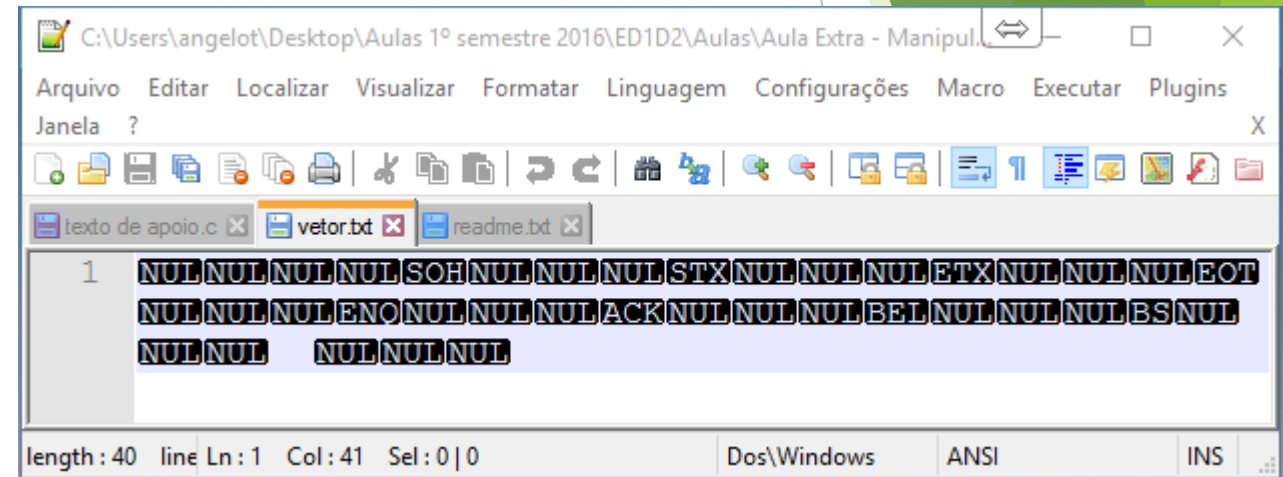 C:\Users\angelot\Desktop\Aulas 1º semestre 2016\ED1D2\Aulas\Aula Extra - Manipul...
Arquivo Editar Localizar Visualizar Formatar Linguagem Configurações Macro Executar Plugins
Janela ? X
texto de apoio.c vetor.txt readme.txt
1 NULNULNULNULSOHNULNULNULSTXNULNULNULETXNULNULNULEOT
NULNULNULENQNULNULNULACKNULNULNULBELNULNULNULBSNUL
NULNUL NULNULNUL
length : 40 line Ln : 1 Col : 41 Sel : 0 | 0 Dos\Windows ANSI INS